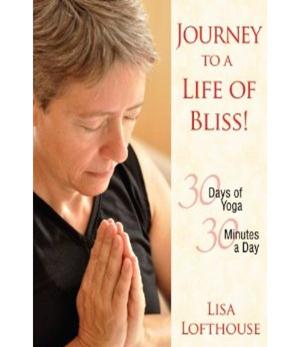 JOURNEY
TO A
LIFE OF
BLISS!
30 Days of
Yoga
30 Minutes
a Day
LISA
LOFTHOUSE